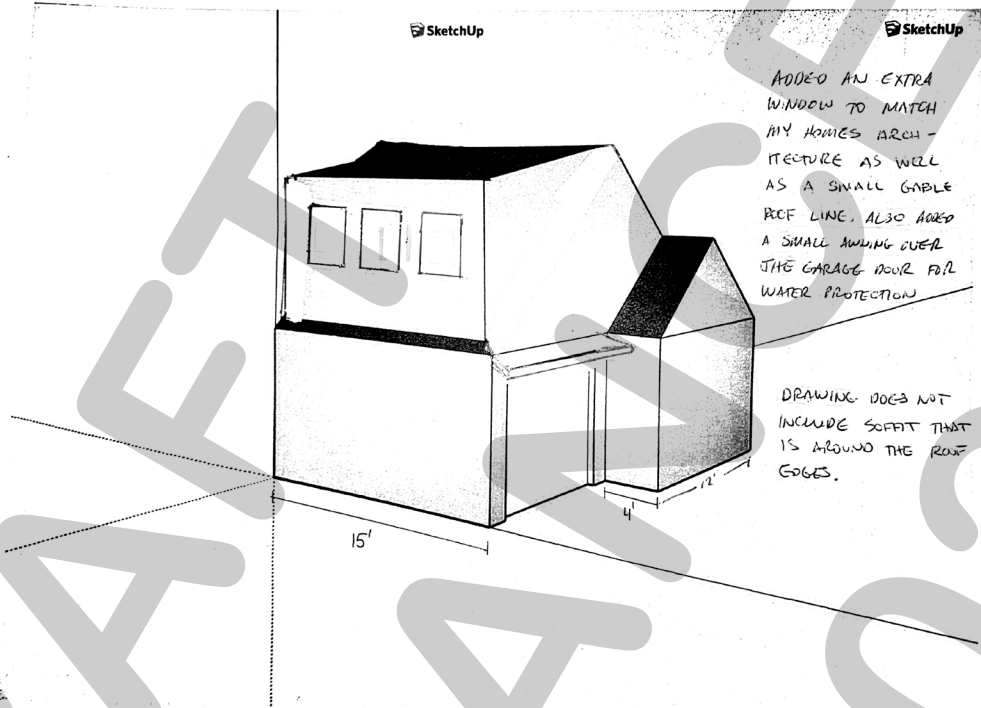 SketchUp
SketchUp
ADDED AN EXTRA
WINDOW TO MATCH
MY HOMES ARCH-
ITECTURE AS WELL
AS A SMALL GABLE
ROOF LINE. ALSO ADDED
A SMALL AWNING OVER
THE GARAGE DOOR FOR
WATER PROTECTION
DRAWING DOES NOT
INCLUDE SOFFIT THAT
IS AROUND THE ROOF
EDGES.
12'
4'
15'